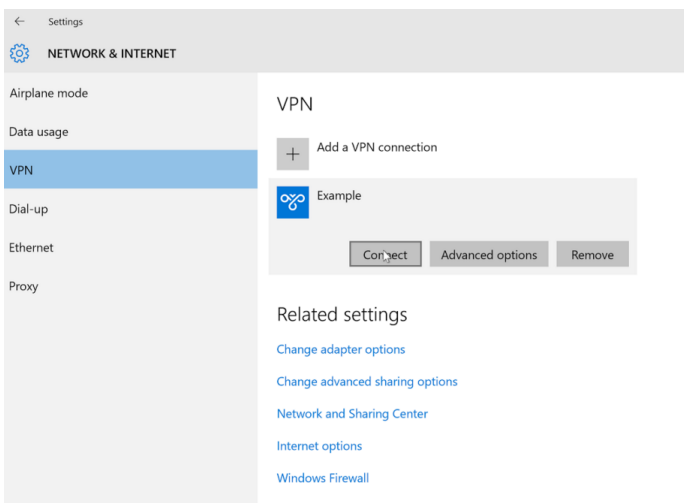 Settings
NETWORK & INTERNET
Airplane mode
Data usage
VPN
Dial-up
Ethernet
Proxy
VPN
Add a VPN connection
Example
Connect Advanced options Remove
Related settings
Change adapter options
Change advanced sharing options
Network and Sharing Center
Internet options
Windows Firewall